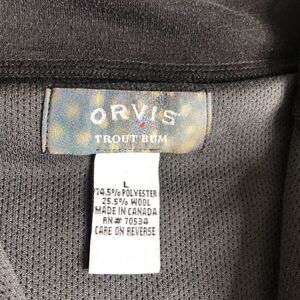 ORVIS
TROUT BUM
L
74.5% POLYESTER
25.5% WOOL
MADE IN CANADA
RN# 70534
CARE ON REVERSE